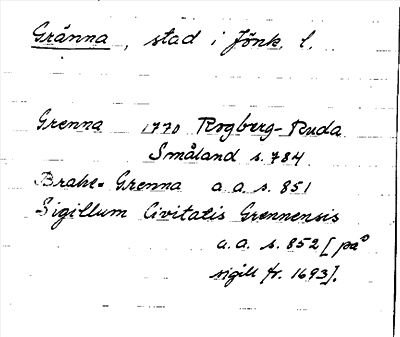 Gränna, stad i Jönk. l.
Grenna 1770 Rogberg-Ruda
Småland s. 784
Brahe-Grenna a.a. s. 851
Sigillum Civitatis Grennensis
a.a. s. 852 [på
sigill fr. 1693].